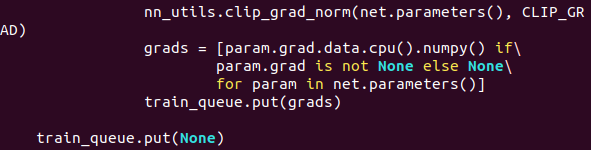 nn_utils.clip_grad_norm(net.parameters(), CLIP_GR
AD)
grads = [param.grad.data.cpu().numpy() if\
param.grad is not None else None\
for param in net.parameters()]
train_queue.put(grads)
train_queue.put(None)